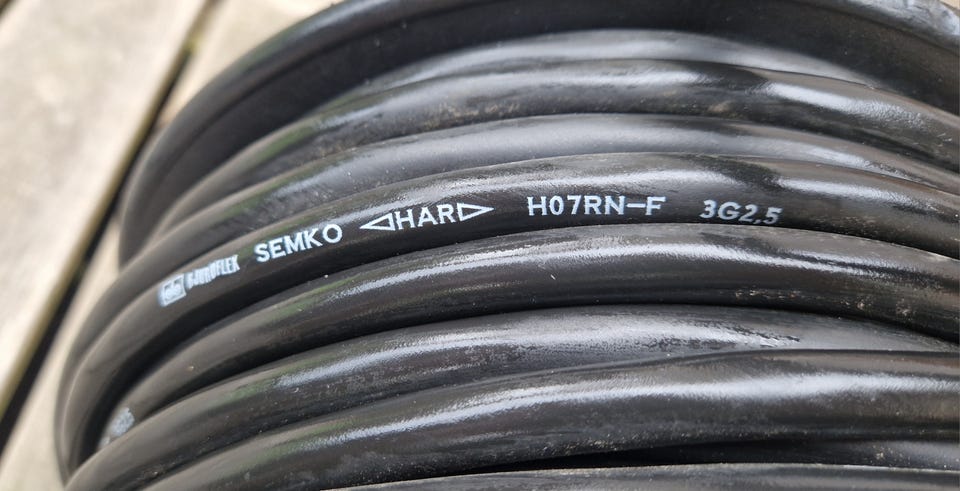 SEMKO ◁HAR▷ H07RN-F 3G2,5